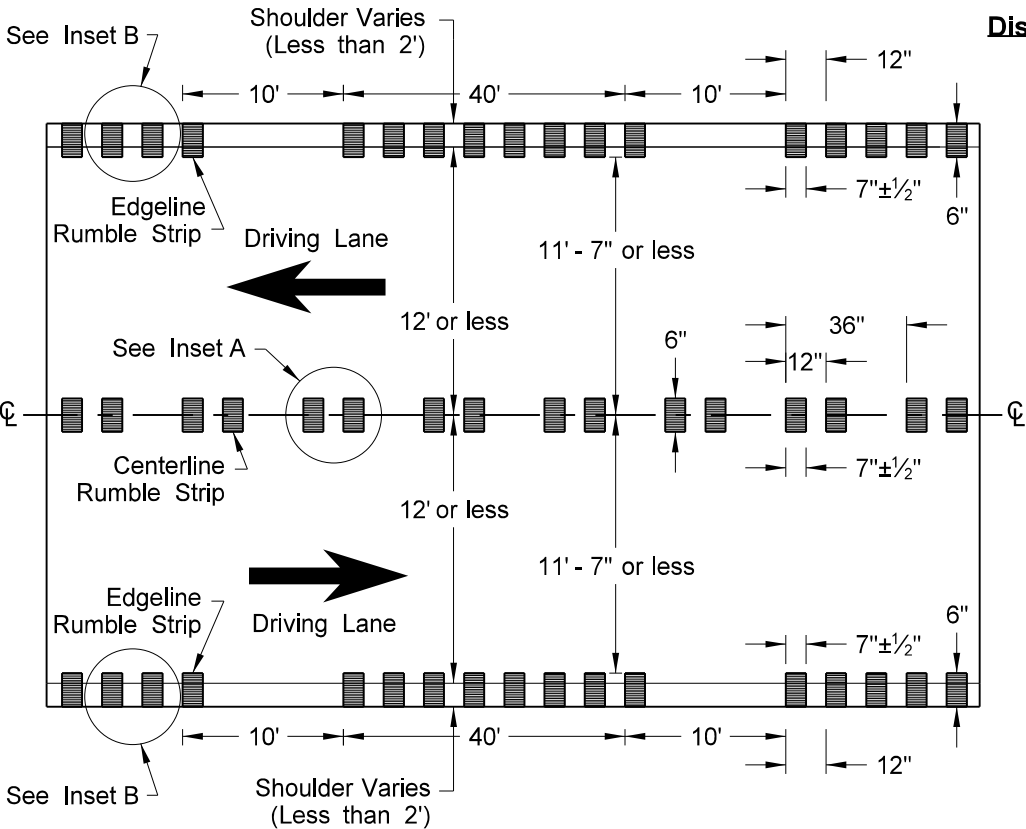 See Inset B
Shoulder Varies
(Less than 2')
Dis
10'
40'
10'
12"
Edgeline
Rumble Strip
Driving Lane
11' - 7" or less
7"±½"
6"
12' or less
See Inset A
6"
36"
12"
℄
℄
Centerline
Rumble Strip
7"±½"
12' or less
11' - 7" or less
Edgeline
Rumble Strip
Driving Lane
7"±½"
6"
10'
40'
10'
12"
See Inset B
Shoulder Varies
(Less than 2')